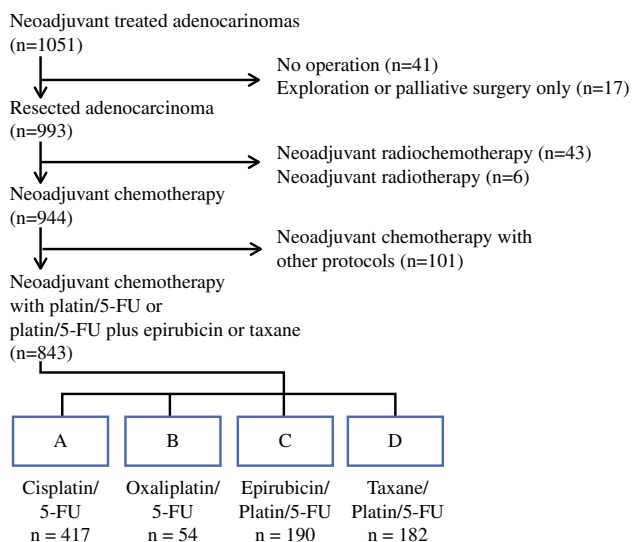 Neoadjuvant treated adenocarcinomas
(n=1051)
No operation (n=41)
Exploration or palliative surgery only (n=17)
Resected adenocarcinoma
(n=993)
Neoadjuvant radiochemotherapy (n=43)
Neoadjuvant radiotherapy (n=6)
Neoadjuvant chemotherapy
(n=944)
Neoadjuvant chemotherapy with
other protocols (n=101)
Neoadjuvant chemotherapy
with platin/5-FU or
platin/5-FU plus epirubicin or taxane
(n=843)
A
B
C
D
Cisplatin/
5-FU
n = 417
Oxaliplatin/
5-FU
n = 54
Epirubicin/
Platin/5-FU
n = 190
Taxane/
Platin/5-FU
n = 182